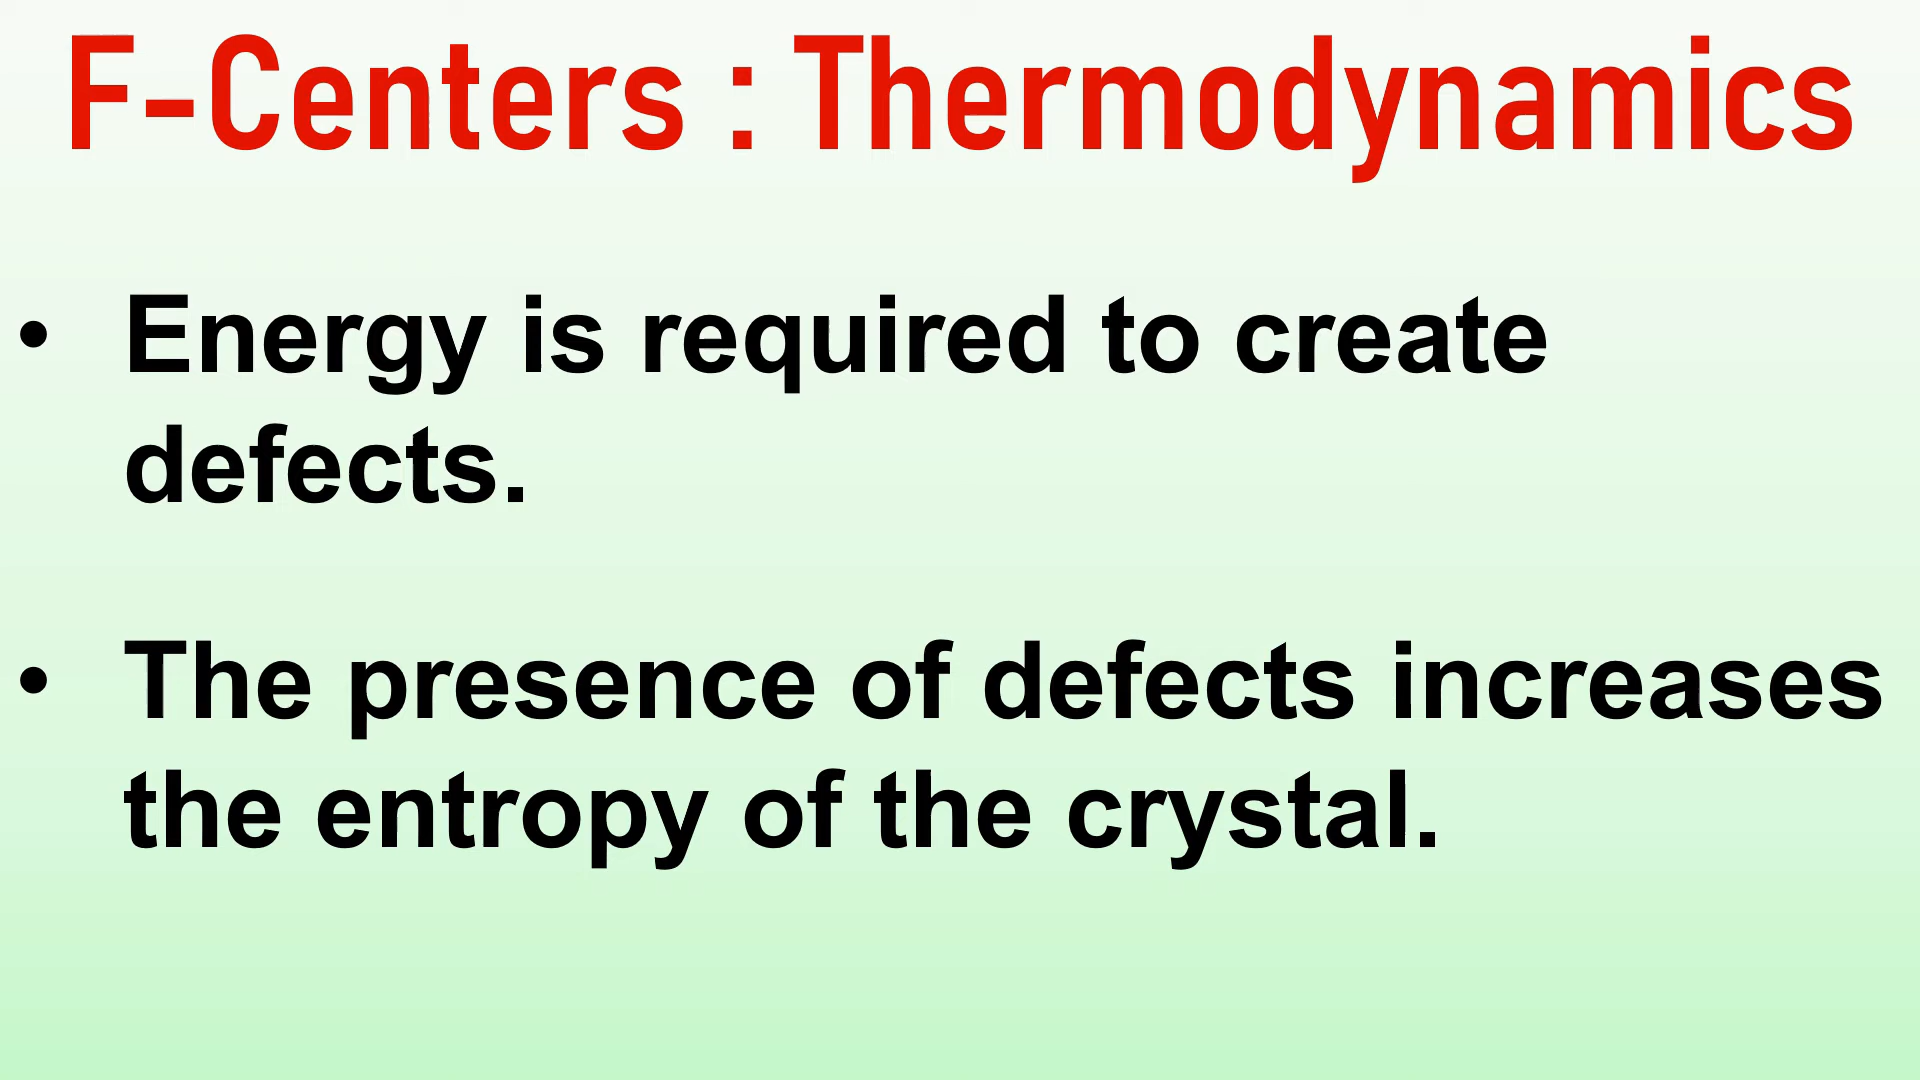 F-Centers : Thermodynamics
• Energy is required to create
defects.
• The presence of defects increases
the entropy of the crystal.